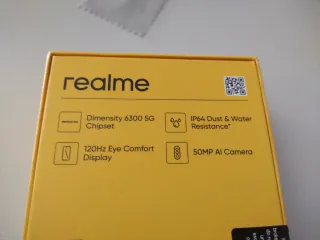 realme
Dimensity 6300 5G
Chipset
IP64 Dust & Water
Resistance*
120Hz Eye Comfort
Display
50MP AI Camera